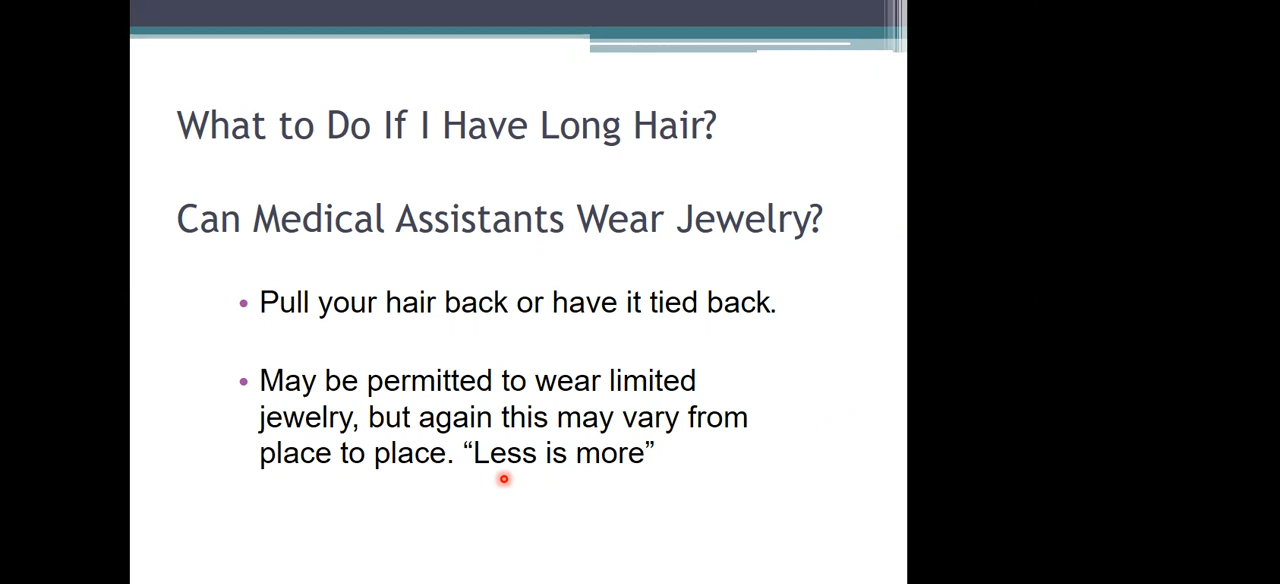 What to Do If I Have Long Hair?
Can Medical Assistants Wear Jewelry?
• Pull your hair back or have it tied back.
• May be permitted to wear limited
jewelry, but again this may vary from
place to place. “Less is more”